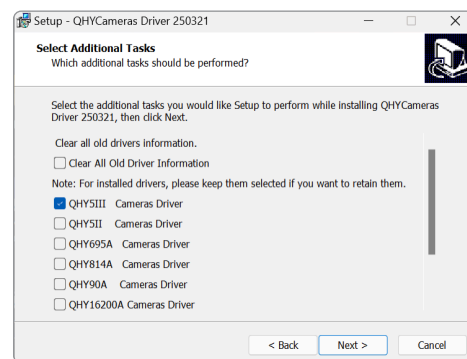 Setup - QHYCameras Driver 250321
Select Additional Tasks
Which additional tasks should be performed?
Select the additional tasks you would like Setup to perform while installing QHYCameras
Driver 250321, then click Next.
Clear all old drivers information.
Clear All Old Driver Information
Note: For installed drivers, please keep them selected if you want to retain them.
QHY5III Cameras Driver
QHY5II Cameras Driver
QHY695A Cameras Driver
QHY814A Cameras Driver
QHY90A Cameras Driver
QHY16200A Cameras Driver
< Back Next > Cancel